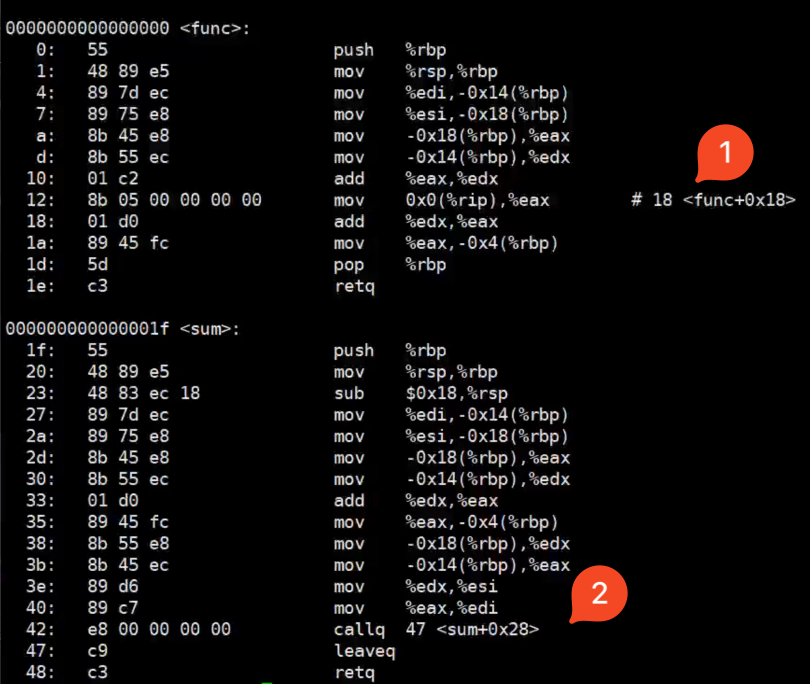 0000000000000000 <func>:
   0:   55                      push   %rbp
   1:   48 89 e5                mov    %rsp,%rbp
   4:   89 7d ec                mov    %edi,-0x14(%rbp)
   7:   89 75 e8                mov    %esi,-0x18(%rbp)
   a:   8b 45 e8                mov    -0x18(%rbp),%eax
   d:   8b 55 ec                mov    -0x14(%rbp),%edx
  10:   01 c2                   add    %eax,%edx
  12:   8b 05 00 00 00 00       mov    0x0(%rip),%eax        # 18 <func+0x18> 1
  18:   01 d0                   add    %edx,%eax
  1a:   89 45 fc                mov    %eax,-0x4(%rbp)
  1d:   5d                      pop    %rbp
  1e:   c3                      retq
000000000000001f <sum>:
  1f:   55                      push   %rbp
  20:   48 89 e5                mov    %rsp,%rbp
  23:   48 83 ec 18             sub    $0x18,%rsp
  27:   89 7d ec                mov    %edi,-0x14(%rbp)
  2a:   89 75 e8                mov    %esi,-0x18(%rbp)
  2d:   8b 45 e8                mov    -0x18(%rbp),%eax
  30:   8b 55 ec                mov    -0x14(%rbp),%edx
  33:   01 d0                   add    %edx,%eax
  35:   89 45 fc                mov    %eax,-0x4(%rbp)
  38:   8b 55 e8                mov    -0x18(%rbp),%edx
  3b:   8b 45 ec                mov    -0x14(%rbp),%eax
  3e:   89 d6                   mov    %edx,%esi
  40:   89 c7                   mov    %eax,%edi
  42:   e8 00 00 00 00          callq  47 <sum+0x28> 2
  47:   c9                      leaveq
  48:   c3                      retq